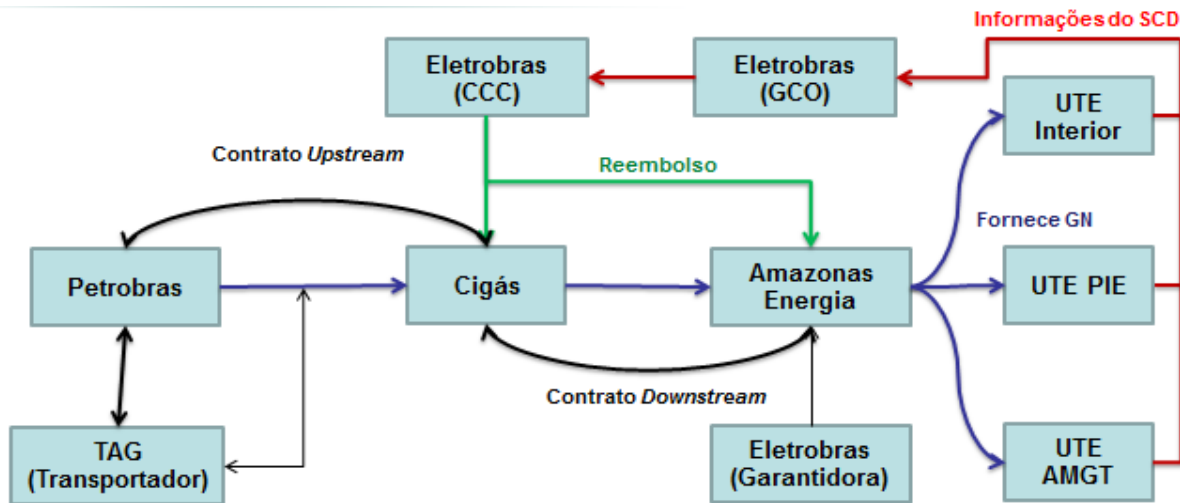 Informações do SCD
Eletrobras
(CCC)
Eletrobras
(GCO)
UTE
Interior
Contrato Upstream
Reembolso
Fornece GN
Petrobras
Cigás
Amazonas
Energia
UTE PIE
Contrato Downstream
TAG
(Transportador)
Eletrobras
(Garantidora)
UTE
AMGT